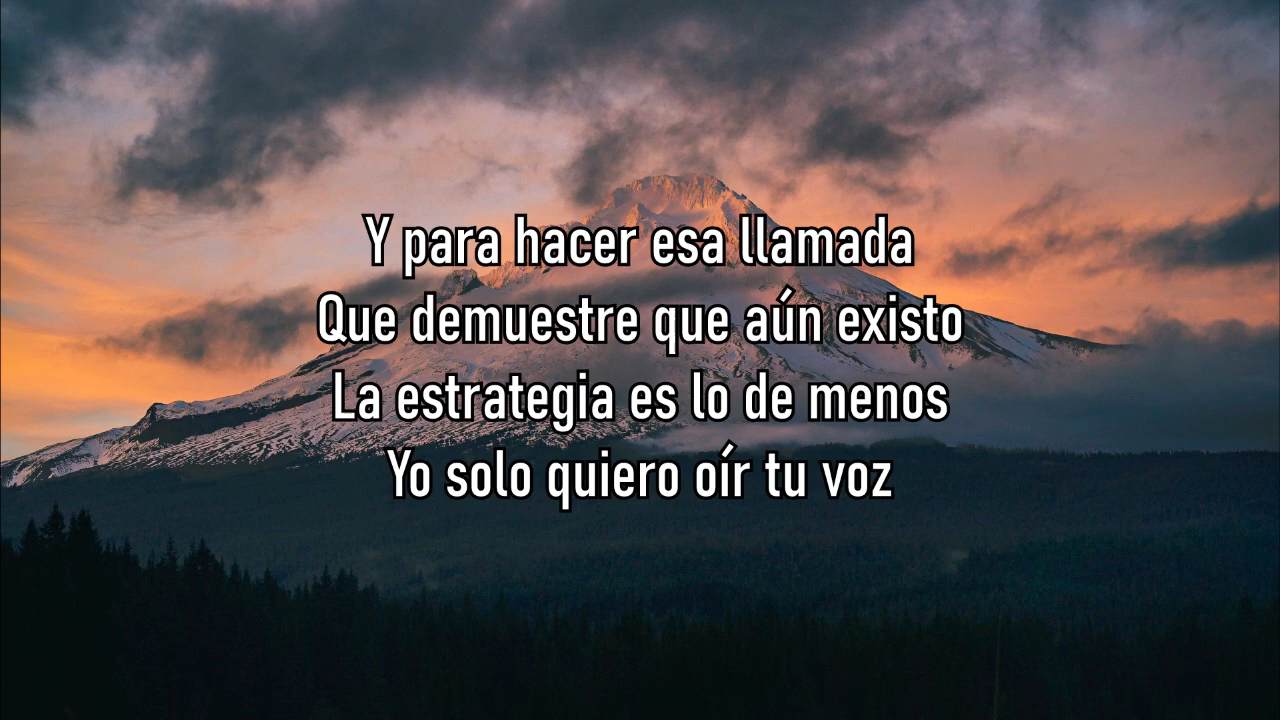 Y para hacer esa llamada
Que demuestre que aún existo
La estrategia es lo de menos
Yo solo quiero oír tu voz